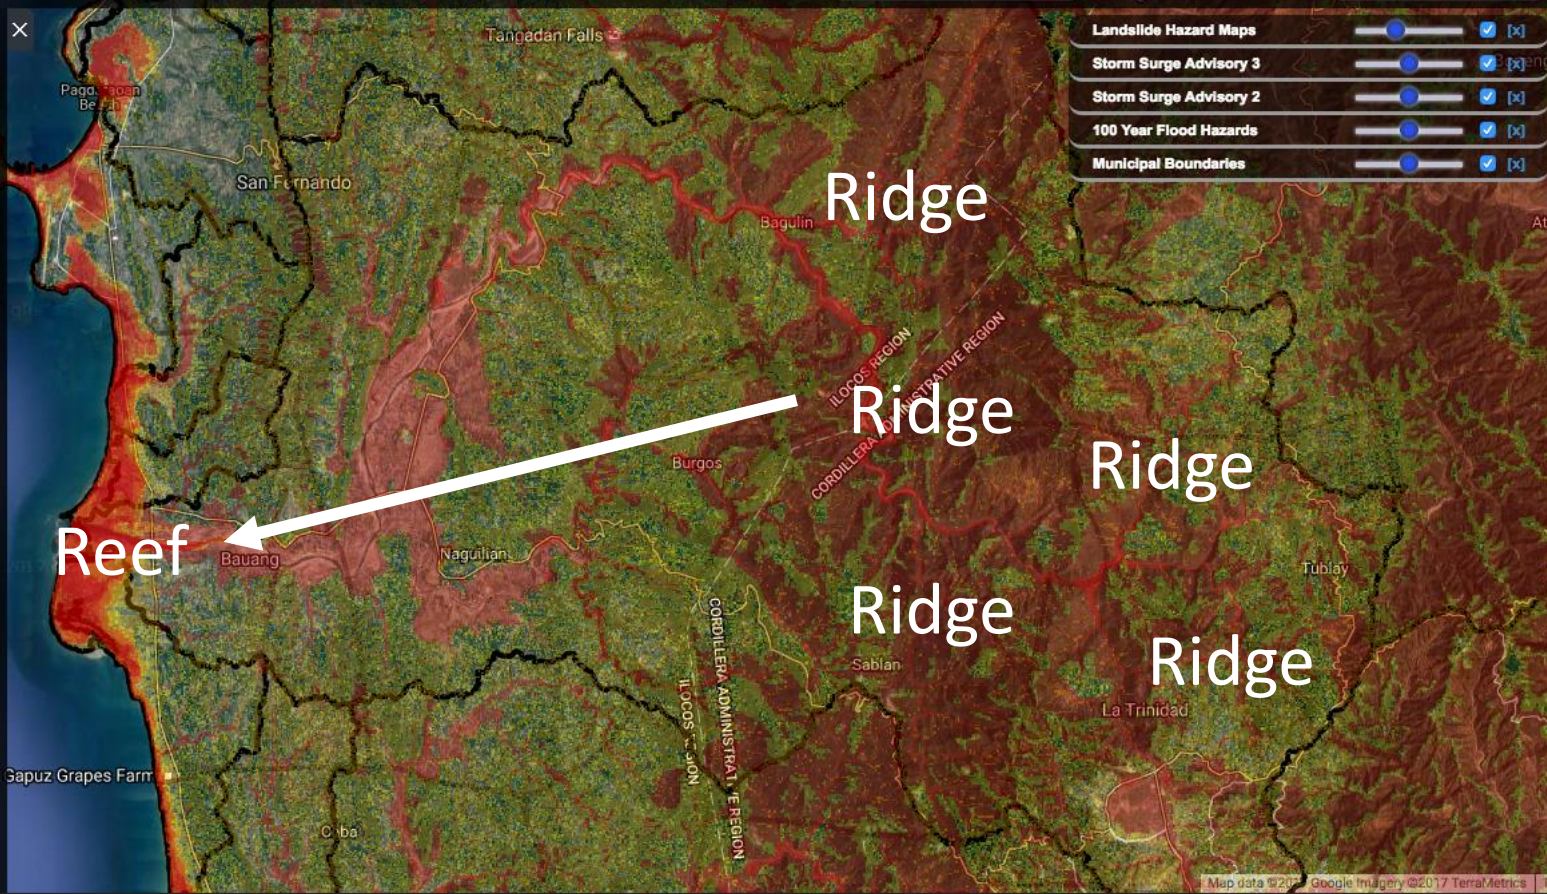 Landslide Hazard Maps [x]
Storm Surge Advisory 3 [x]
Storm Surge Advisory 2 [x]
100 Year Flood Hazards [x]
Municipal Boundaries [x]
Tangadan Falls
San Fernando
Ridge
Bagulin
ILOCOS REGION
CORDILLERA ADMINISTRATIVE REGION
Ridge
Ridge
Burgos
Reef
Bauang
Naguilian
Tublay
Ridge
Ridge
Sablan
La Trinidad
CORDILLERA ADMINISTRATIVE REGION
ILOCOS REGION
Gapuz Grapes Farm
Map data Google Imagery ©2017 TerraMetrics